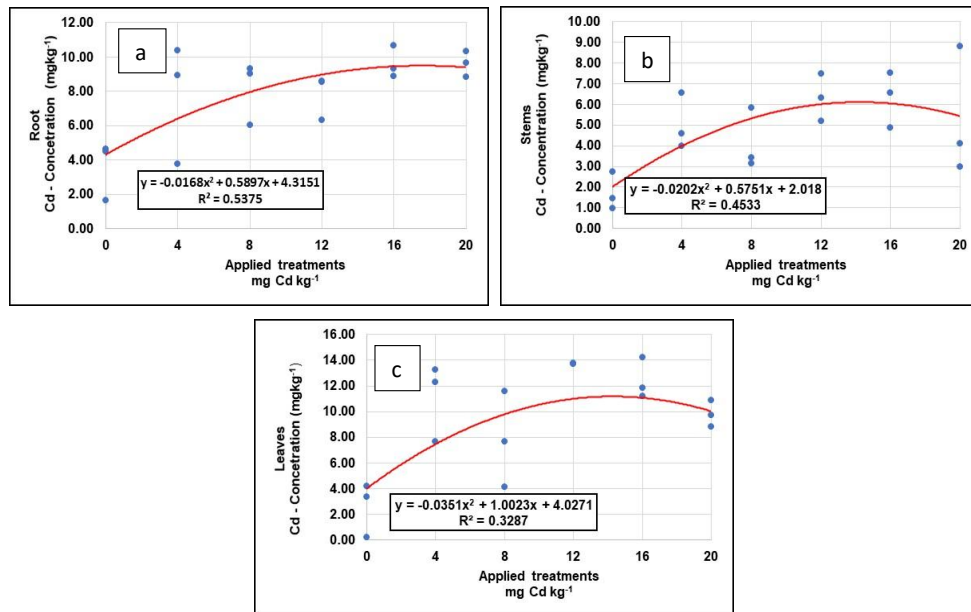 a
Root
Cd - Concetration (mgkg⁻¹)
12.00
10.00
8.00
6.00
4.00
2.00
0.00
y = -0.0168x² + 0.5897x + 4.3151
R² = 0.5375
0 4 8 12 16 20
Applied treatments
mg Cd kg⁻¹
b
Stems
Cd - Concentration (mgkg⁻¹)
10.00
9.00
8.00
7.00
6.00
5.00
4.00
3.00
2.00
1.00
0.00
y = -0.0202x² + 0.5751x + 2.018
R² = 0.4533
0 4 8 12 16 20
Applied treatments
mg Cd kg⁻¹
c
Leaves
Cd - Concetration (mgkg⁻¹)
16.00
14.00
12.00
10.00
8.00
6.00
4.00
2.00
0.00
y = -0.0351x² + 1.0023x + 4.0271
R² = 0.3287
0 4 8 12 16 20
Applied treatments
mg Cd kg⁻¹